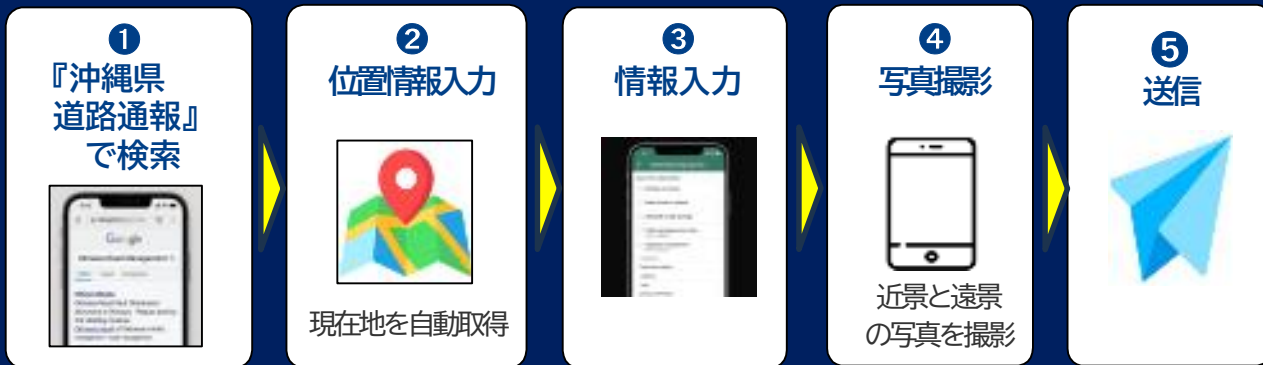 ❶
『沖縄県
道路通報』
で検索
Google
❷
位置情報入力
現在地を自動取得
❸
情報入力
❹
写真撮影
近景と遠景
の写真を撮影
❺
送信